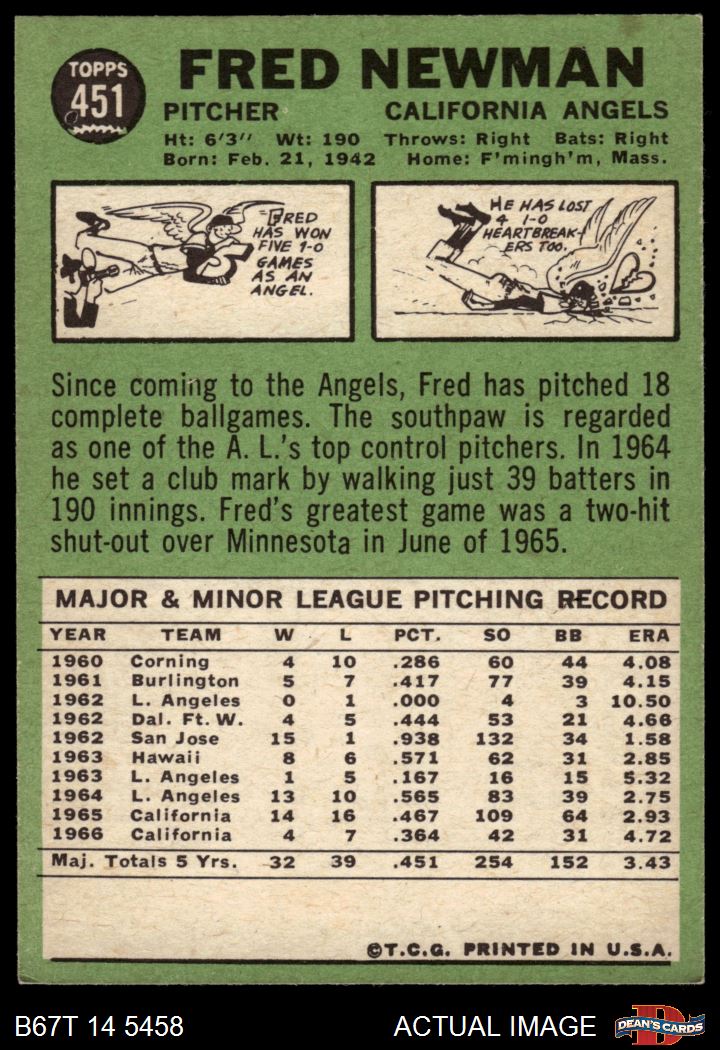 TOPPS
451
FRED NEWMAN
PITCHER CALIFORNIA ANGELS
Ht: 6'3'' Wt: 190 Throws: Right Bats: Right
Born: Feb. 21, 1942 Home: F'mingh'm, Mass.
FRED
HAS WON
FIVE 1-0
GAMES
AS AN
ANGEL.
HE HAS LOST
4 1-0
HEARTBREAK-
ERS TOO.
Since coming to the Angels, Fred has pitched 18
complete ballgames. The southpaw is regarded
as one of the A. L.'s top control pitchers. In 1964
he set a club mark by walking just 39 batters in
190 innings. Fred's greatest game was a two-hit
shut-out over Minnesota in June of 1965.
MAJOR & MINOR LEAGUE PITCHING RECORD
YEAR TEAM W L PCT. SO BB ERA
1960 Corning 4 10 .286 60 44 4.08
1961 Burlington 5 7 .417 77 39 4.15
1962 L. Angeles 0 1 .000 4 3 10.50
1962 Dal. Ft. W. 4 5 .444 53 21 4.66
1962 San Jose 15 1 .938 132 34 1.58
1963 Hawaii 8 6 .571 62 31 2.85
1963 L. Angeles 1 5 .167 16 15 5.32
1964 L. Angeles 13 10 .565 83 39 2.75
1965 California 14 16 .467 109 64 2.93
1966 California 4 7 .364 42 31 4.72
Maj. Totals 5 Yrs. 32 39 .451 254 152 3.43
©T.C.G. PRINTED IN U.S.A.
B67T 14 5458 ACTUAL IMAGE DEAN'S CARDS